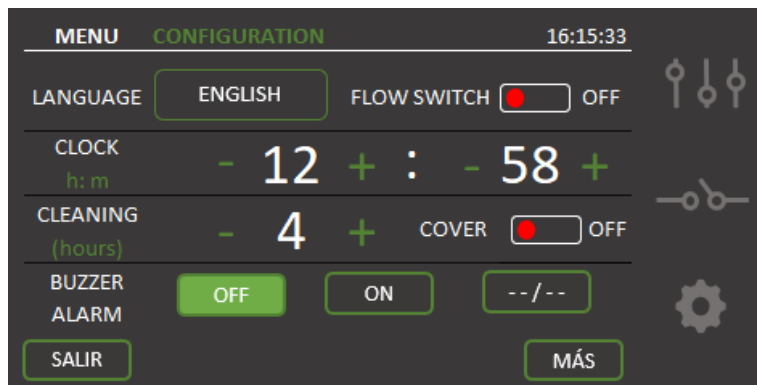 MENU CONFIGURATION 16:15:33
LANGUAGE ENGLISH FLOW SWITCH OFF
CLOCK
h: m - 12 + : - 58 +
CLEANING
(hours) - 4 + COVER OFF
BUZZER
ALARM OFF ON --/--
SALIR MÁS